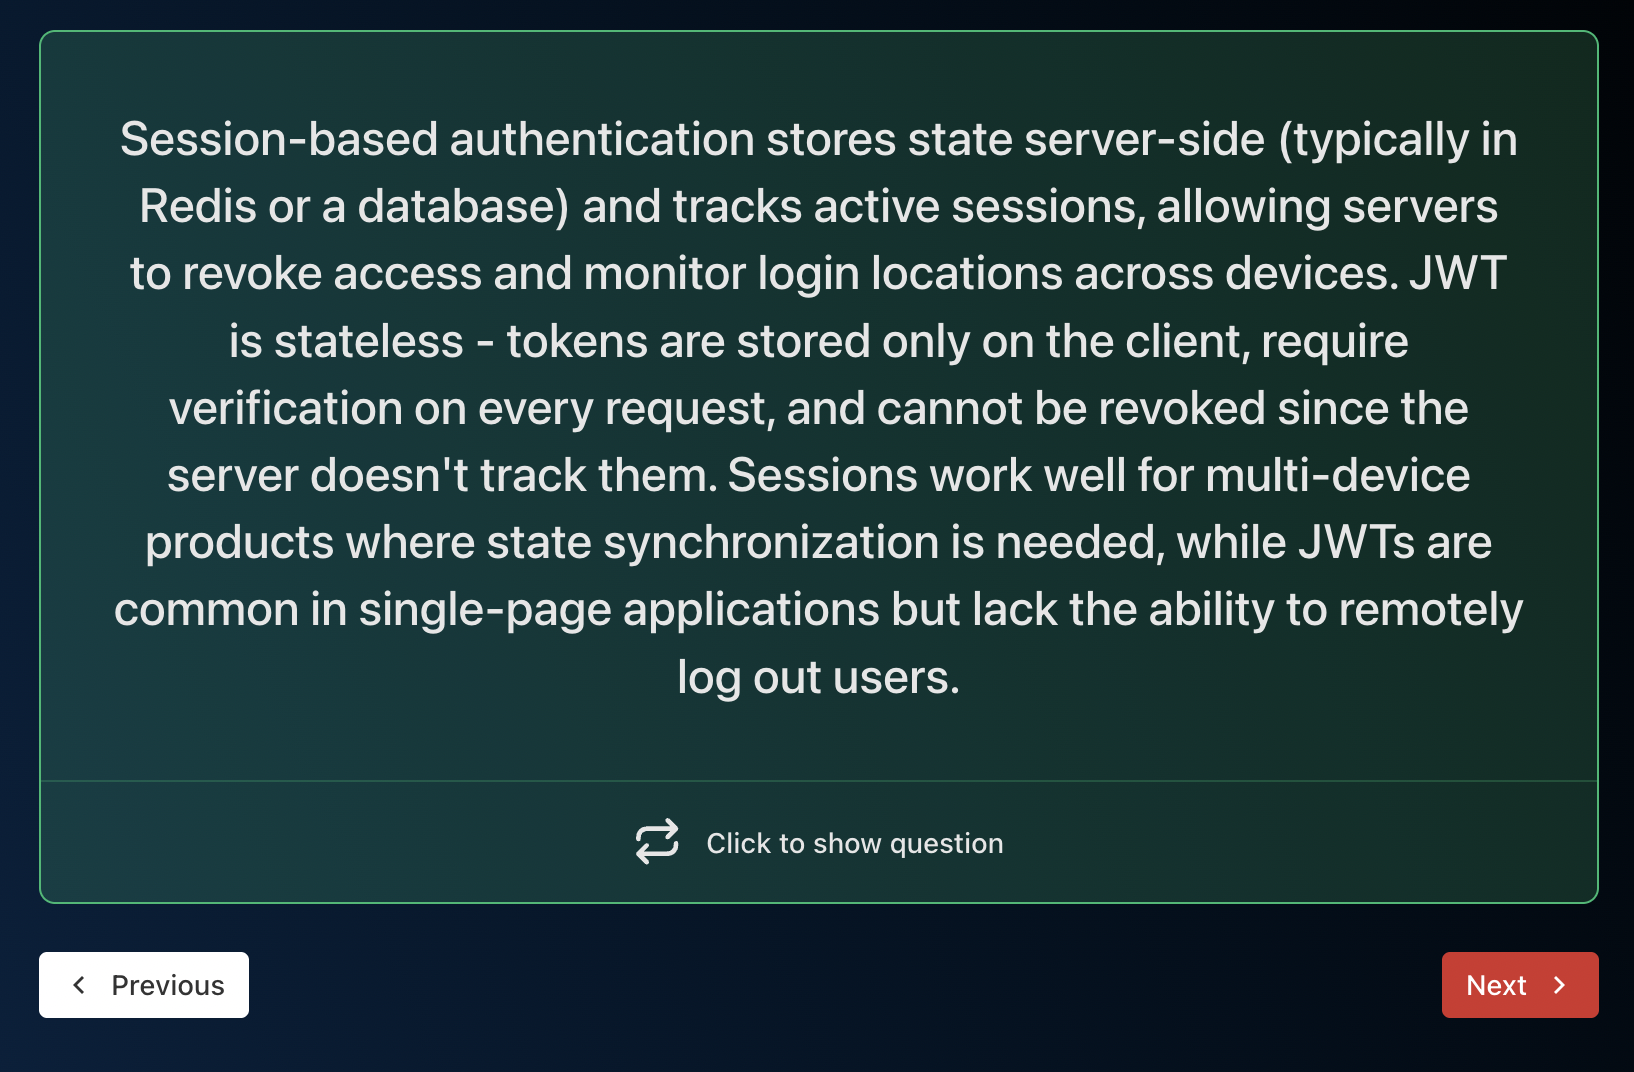 Session-based authentication stores state server-side (typically in
Redis or a database) and tracks active sessions, allowing servers
to revoke access and monitor login locations across devices. JWT
is stateless - tokens are stored only on the client, require
verification on every request, and cannot be revoked since the
server doesn't track them. Sessions work well for multi-device
products where state synchronization is needed, while JWTs are
common in single-page applications but lack the ability to remotely
log out users.
Click to show question
Previous
Next